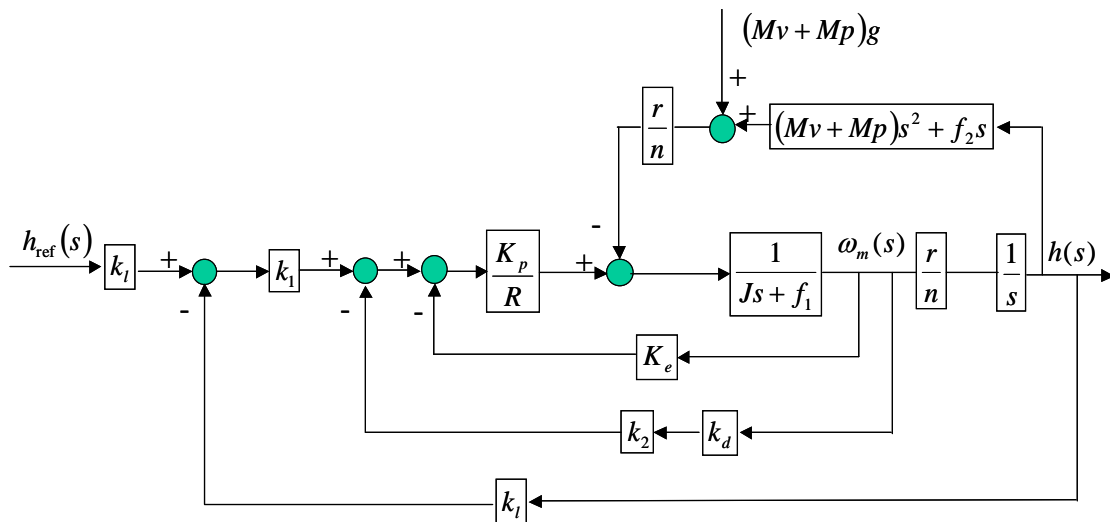 (Mv + Mp)g
+
+
r/n
(Mv + Mp)s² + f₂s
-
h_ref(s)
k_l
+
k₁
+
+
K_p/R
+
1/(Js + f₁)
ω_m(s)
r/n
1/s
h(s)
-
-
-
K_e
k₂
k_d
k_l